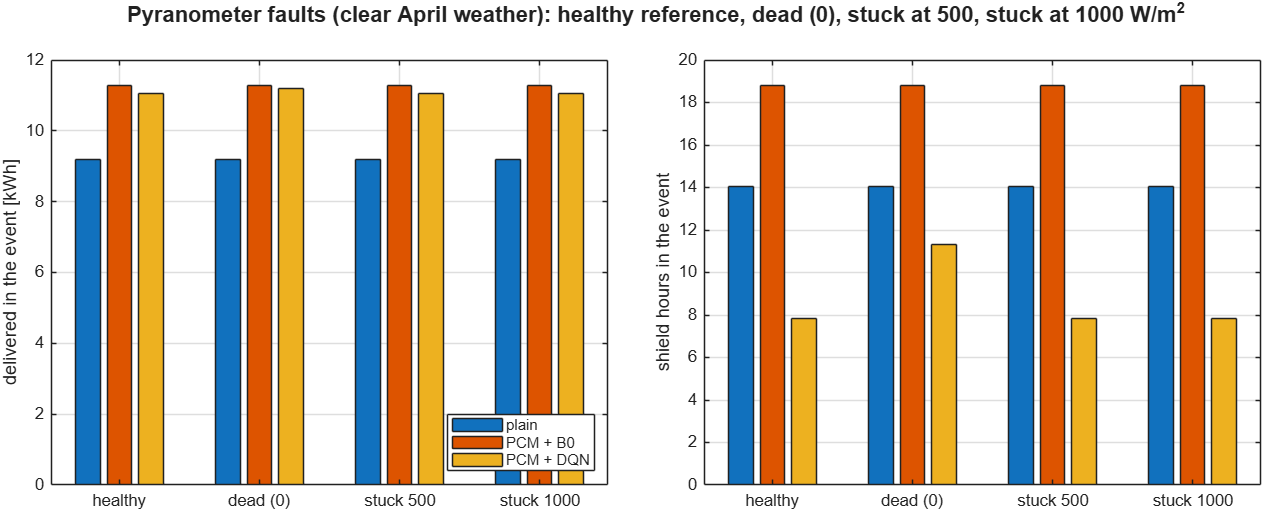 Pyranometer faults (clear April weather): healthy reference, dead (0), stuck at 500, stuck at 1000 W/m²
delivered in the event [kWh]
12
10
8
6
4
2
0
healthy
dead (0)
stuck 500
stuck 1000
plain
PCM + B0
PCM + DQN
shield hours in the event
20
18
16
14
12
10
8
6
4
2
0
healthy
dead (0)
stuck 500
stuck 1000